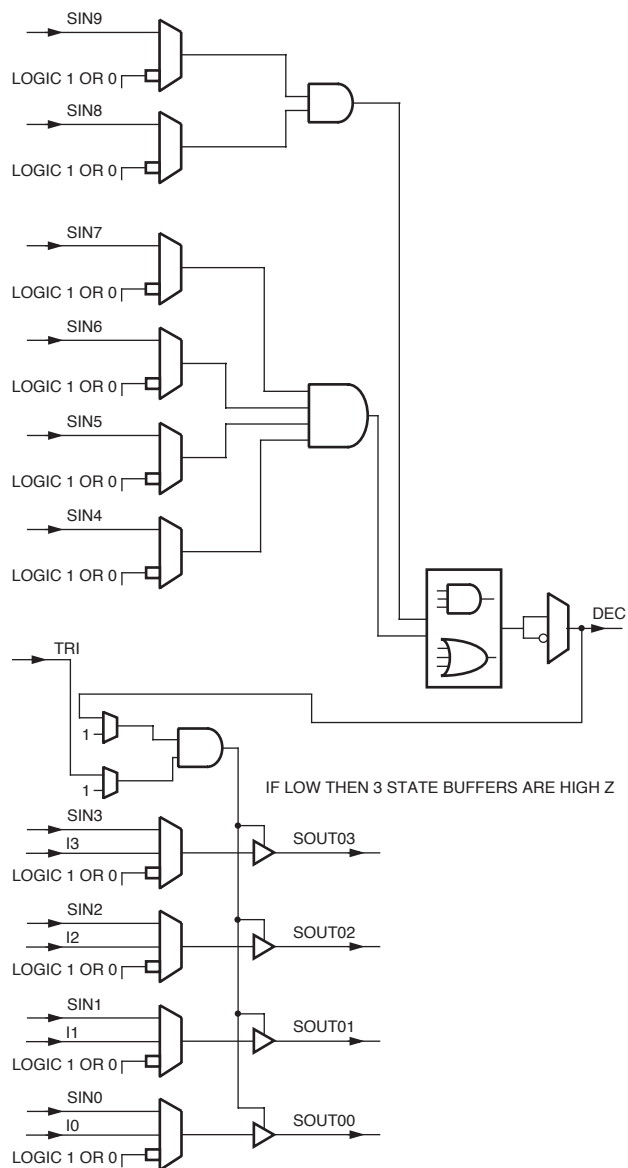 SIN9
LOGIC 1 OR 0
SIN8
LOGIC 1 OR 0
SIN7
LOGIC 1 OR 0
SIN6
LOGIC 1 OR 0
SIN5
LOGIC 1 OR 0
SIN4
LOGIC 1 OR 0
DEC
TRI
1
1
IF LOW THEN 3 STATE BUFFERS ARE HIGH Z
SIN3
I3
LOGIC 1 OR 0
SOUT03
SIN2
I2
LOGIC 1 OR 0
SOUT02
SIN1
I1
LOGIC 1 OR 0
SOUT01
SIN0
I0
LOGIC 1 OR 0
SOUT00